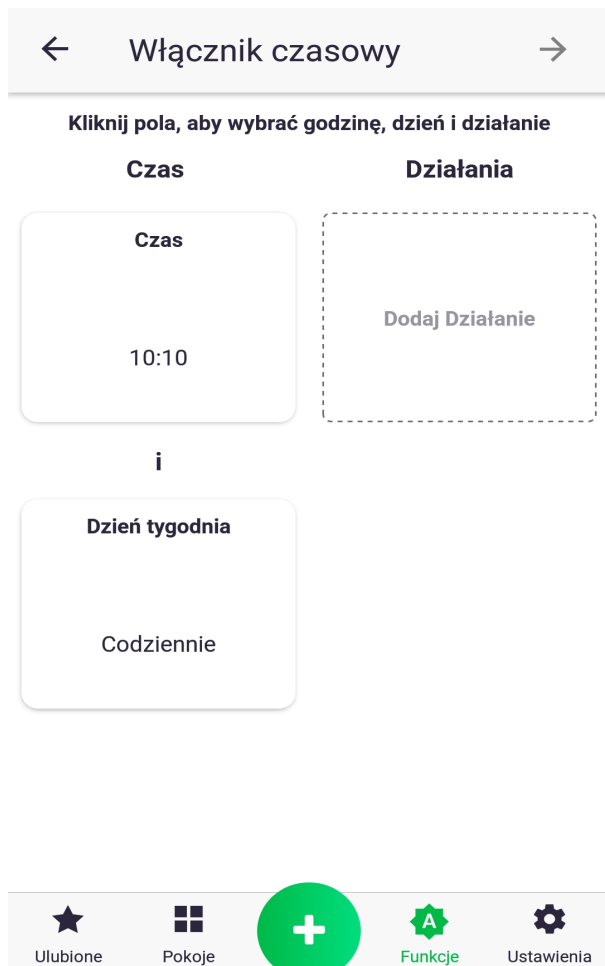 Włącznik czasowy
Kliknij pola, aby wybrać godzinę, dzień i działanie
Czas
Działania
Czas
10:10
Dodaj Działanie
i
Dzień tygodnia
Codziennie
A
Ulubione
Pokoje
Funkcje
Ustawienia